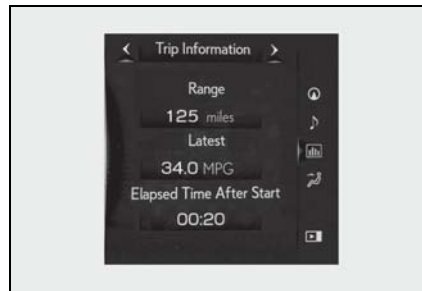 Trip Information
Range
125 miles
Latest
34.0 MPG
Elapsed Time After Start
00:20